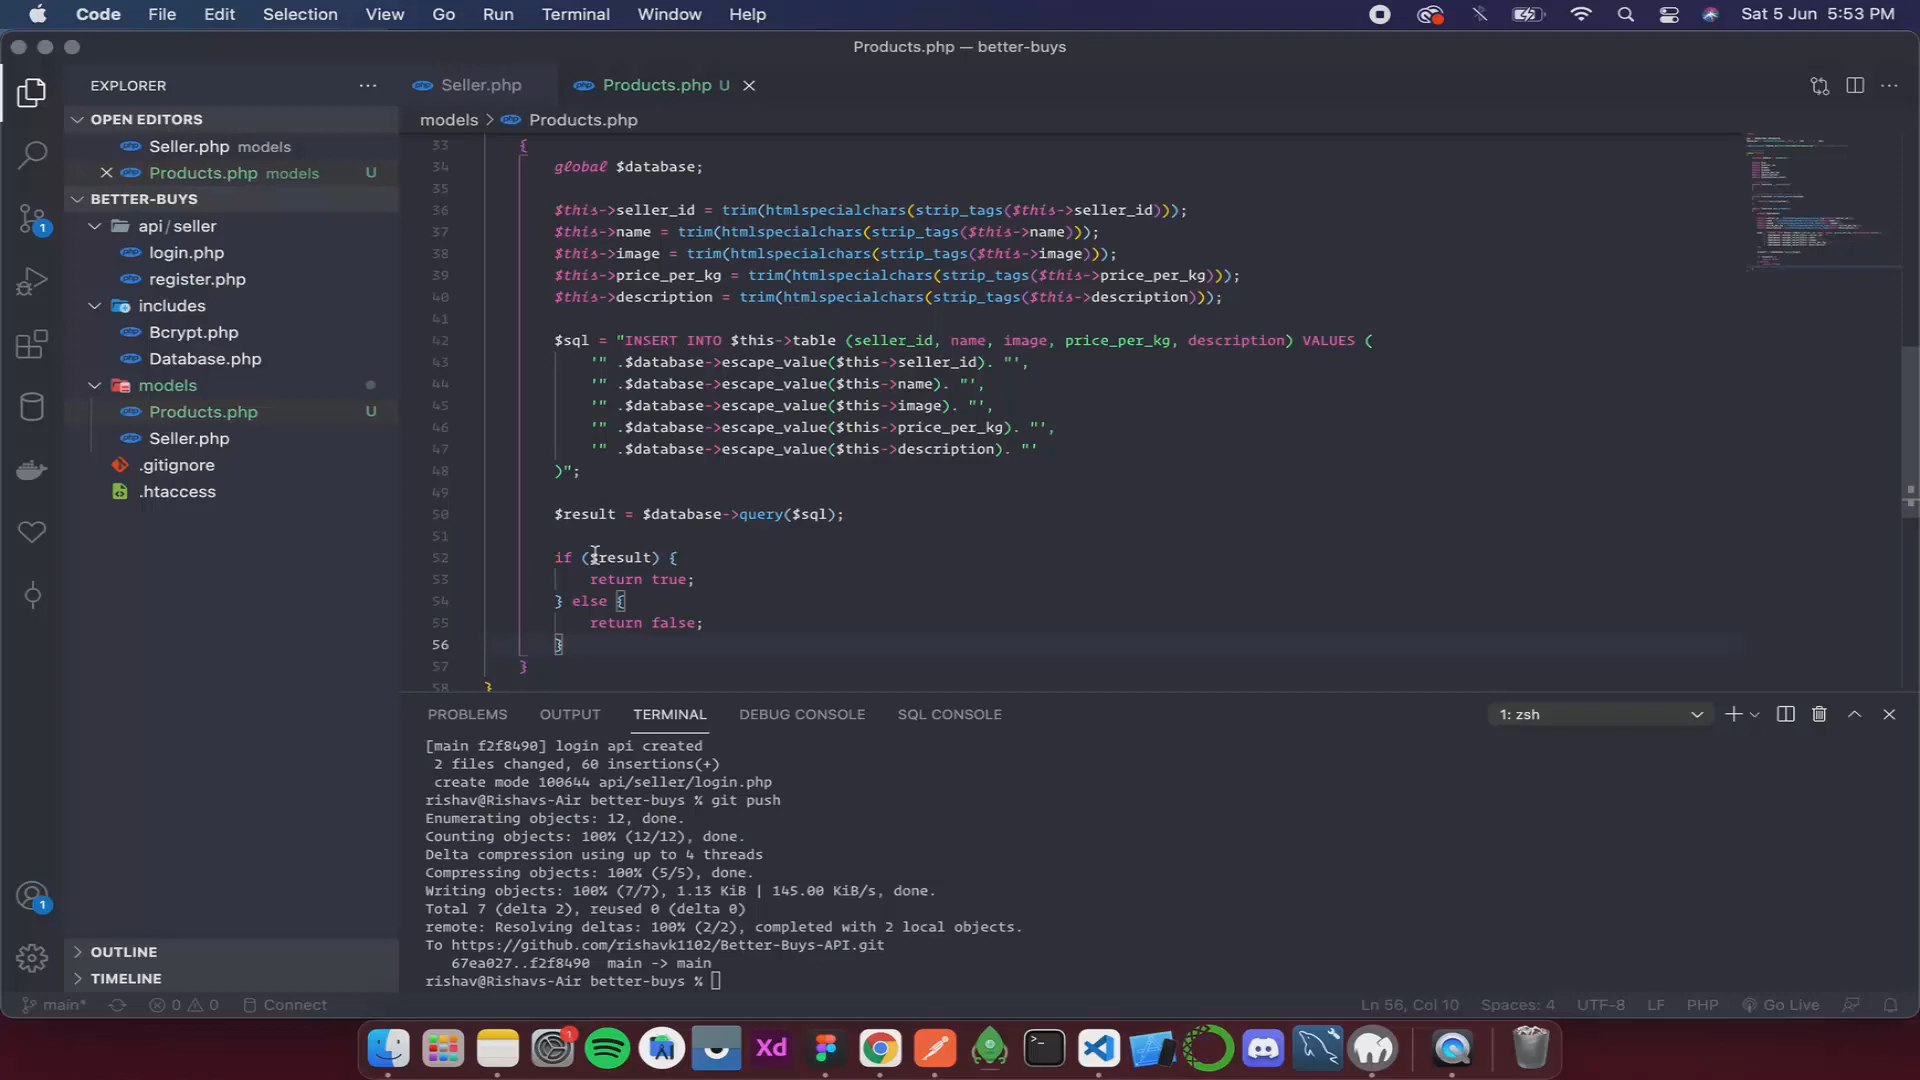 Code File Edit Selection View Go Run Terminal Window Help
1 Sat 5 Jun 5:53 PM
Products.php — better-buys
EXPLORER ···
OPEN EDITORS
Seller.php models
Products.php models U
BETTER-BUYS
api/seller
login.php
register.php
includes
Bcrypt.php
Database.php
models
Products.php U
Seller.php
.gitignore
.htaccess
OUTLINE
TIMELINE
1
1
Seller.php
Products.php U
models > Products.php
33 {
34 global $database;
35
36 $this->seller_id = trim(htmlspecialchars(strip_tags($this->seller_id)));
37 $this->name = trim(htmlspecialchars(strip_tags($this->name)));
38 $this->image = trim(htmlspecialchars(strip_tags($this->image)));
39 $this->price_per_kg = trim(htmlspecialchars(strip_tags($this->price_per_kg)));
40 $this->description = trim(htmlspecialchars(strip_tags($this->description)));
41
42 $sql = "INSERT INTO $this->table (seller_id, name, image, price_per_kg, description) VALUES (
43 '" .$database->escape_value($this->seller_id). "',
44 '" .$database->escape_value($this->name). "',
45 '" .$database->escape_value($this->image). "',
46 '" .$database->escape_value($this->price_per_kg). "',
47 '" .$database->escape_value($this->description). "'
48 )";
49
50 $result = $database->query($sql);
51
52 if ($result) {
53 return true;
54 } else {
55 return false;
56 }
57 }
58 }
PROBLEMS OUTPUT TERMINAL DEBUG CONSOLE SQL CONSOLE
1: zsh
[main f2f8490] login api created
2 files changed, 60 insertions(+)
create mode 100644 api/seller/login.php
rishav@Rishavs-Air better-buys % git push
Enumerating objects: 12, done.
Counting objects: 100% (12/12), done.
Delta compression using up to 4 threads
Compressing objects: 100% (5/5), done.
Writing objects: 100% (7/7), 1.13 KiB | 145.00 KiB/s, done.
Total 7 (delta 2), reused 0 (delta 0)
remote: Resolving deltas: 100% (2/2), completed with 2 local objects.
To https://github.com/rishavk1102/Better-Buys-API.git
67ea027..f2f8490 main -> main
rishav@Rishavs-Air better-buys %
main* 0 0 Connect
Ln 56, Col 10 Spaces: 4 UTF-8 LF PHP Go Live
1
Xd